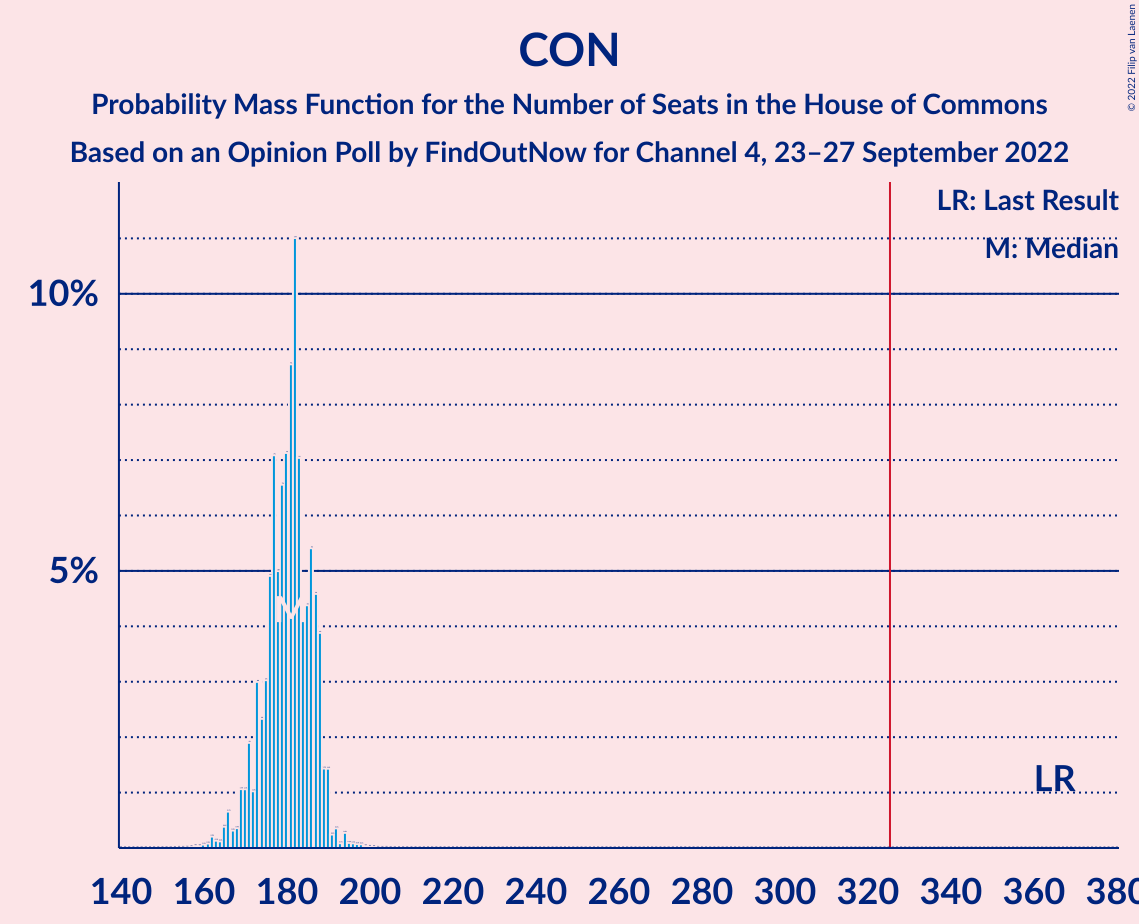 © 2022 Filip van Laenen
CON
Probability Mass Function for the Number of Seats in the House of Commons
Based on an Opinion Poll by FindOutNow for Channel 4, 23–27 September 2022
LR: Last Result
M: Median
10%
5%
M
LR
140 160 180 200 220 240 260 280 300 320 340 360 380